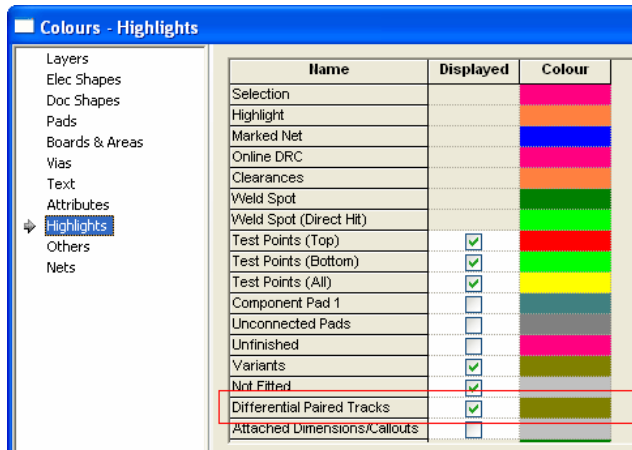 Colours - Highlights
Layers
Elec Shapes
Doc Shapes
Pads
Boards & Areas
Vias
Text
Attributes
Highlights
Others
Nets
Name Displayed Colour
Selection
Highlight
Marked Net
Online DRC
Clearances
Weld Spot
Weld Spot (Direct Hit)
Test Points (Top)
Test Points (Bottom)
Test Points (All)
Component Pad 1
Unconnected Pads
Unfinished
Variants
Not Fitted
Differential Paired Tracks
Attached Dimensions/Callouts